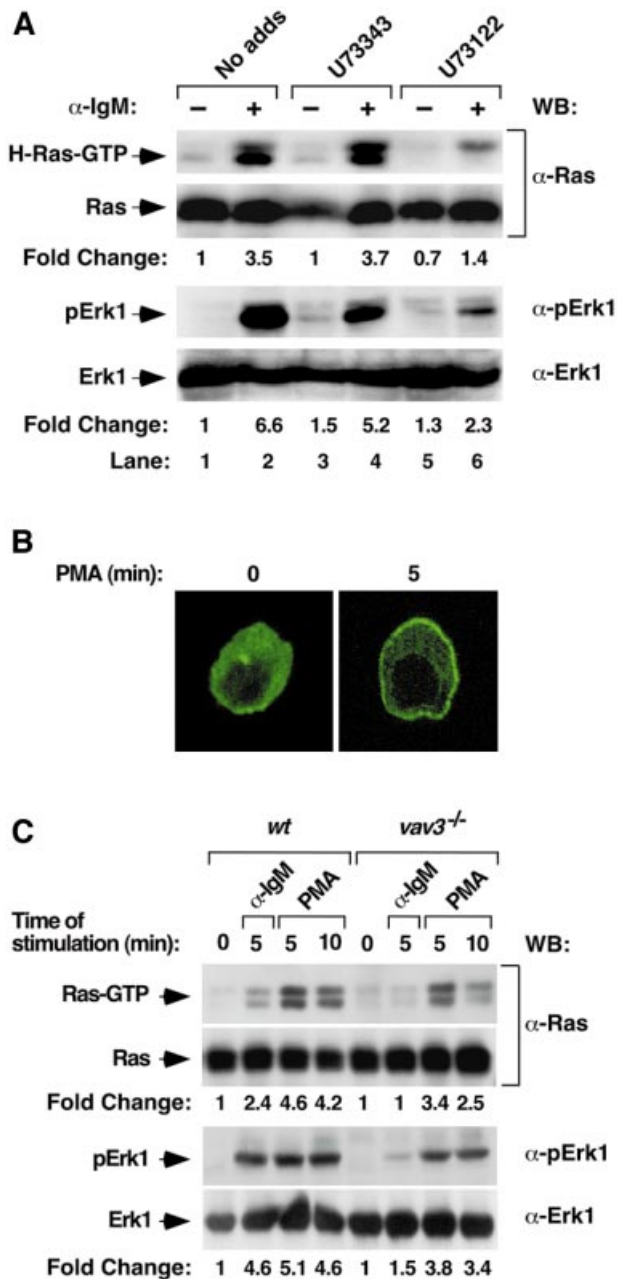 A
No adds U73343 U73122
α-IgM: – + – + – + WB:
H-Ras-GTP
α-Ras
Ras
Fold Change: 1 3.5 1 3.7 0.7 1.4
pErk1 α-pErk1
Erk1 α-Erk1
Fold Change: 1 6.6 1.5 5.2 1.3 2.3
Lane: 1 2 3 4 5 6
B
PMA (min): 0 5
C
wt vav3-/-
α-IgM PMA α-IgM PMA
Time of
stimulation (min): 0 5 5 10 0 5 5 10 WB:
Ras-GTP
α-Ras
Ras
Fold Change: 1 2.4 4.6 4.2 1 1 3.4 2.5
pErk1 α-pErk1
Erk1 α-Erk1
Fold Change: 1 4.6 5.1 4.6 1 1.5 3.8 3.4